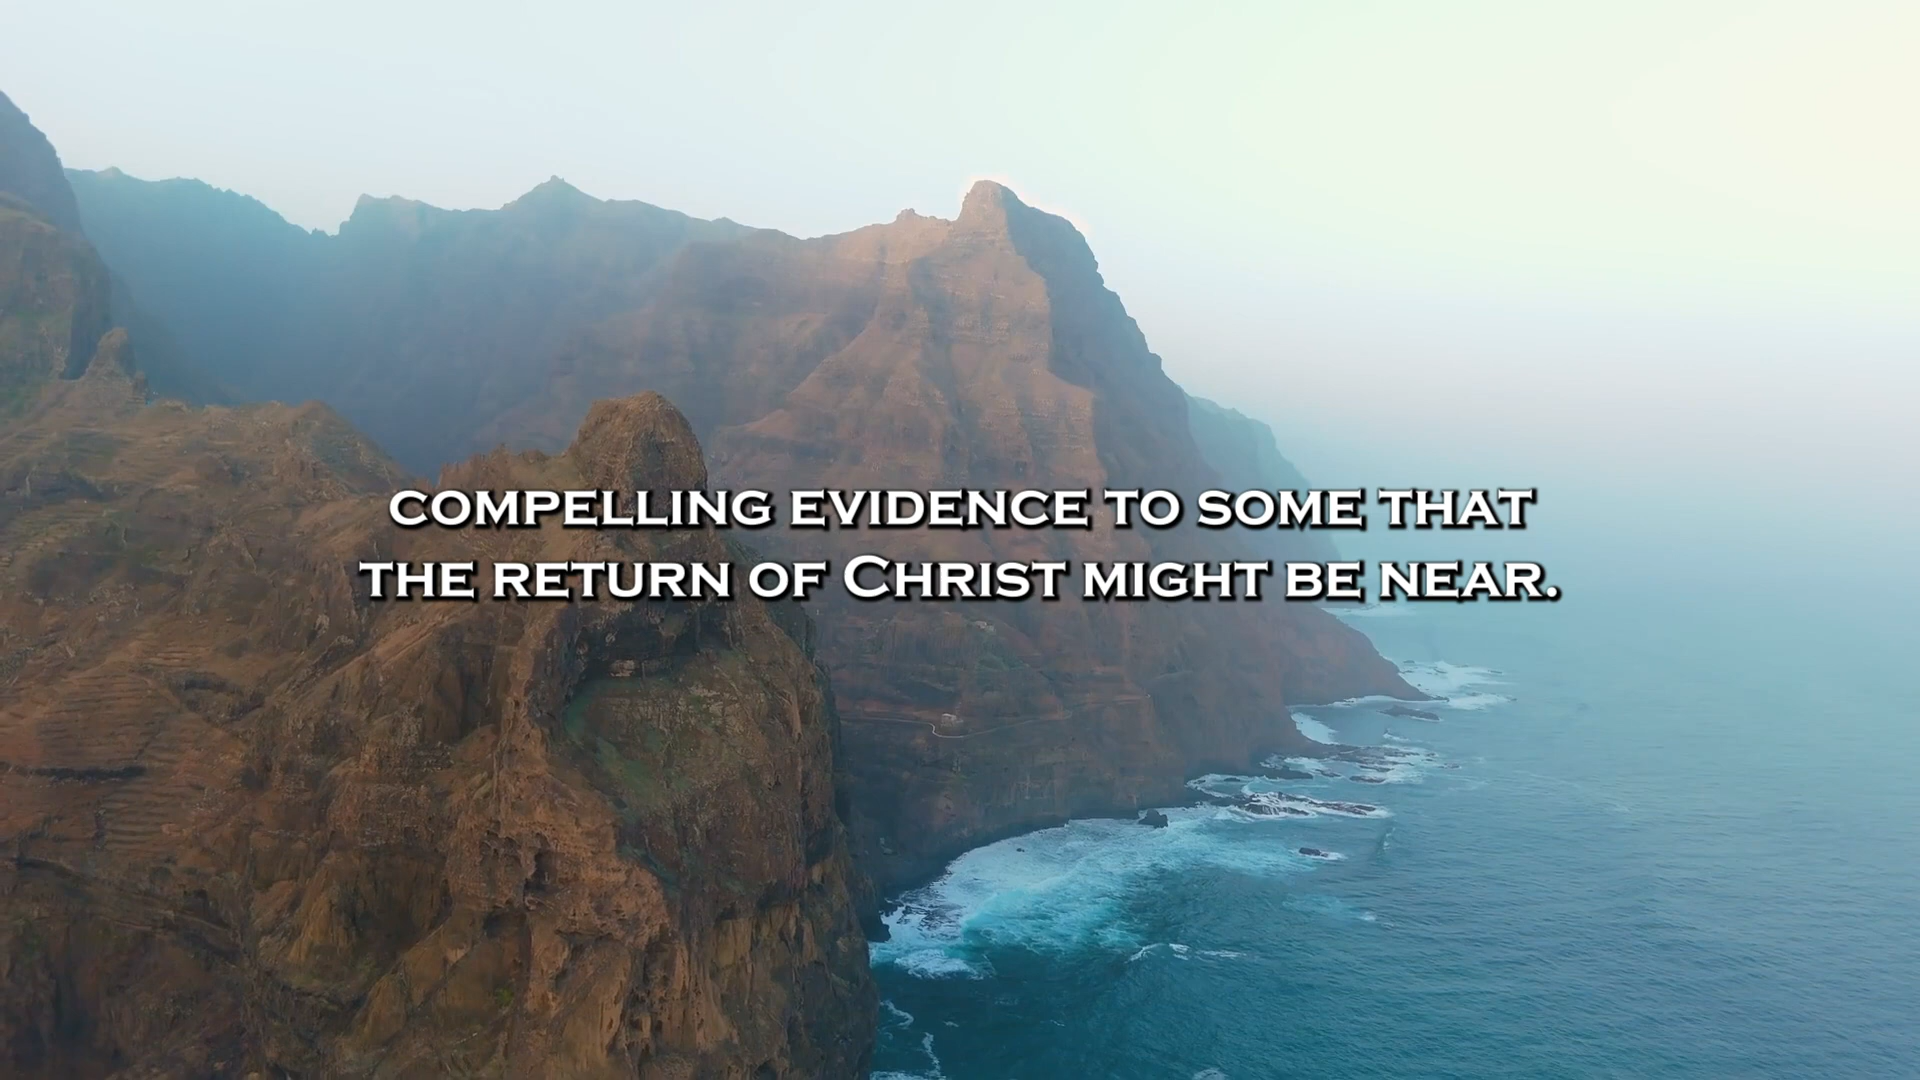 COMPELLING EVIDENCE TO SOME THAT
THE RETURN OF CHRIST MIGHT BE NEAR.